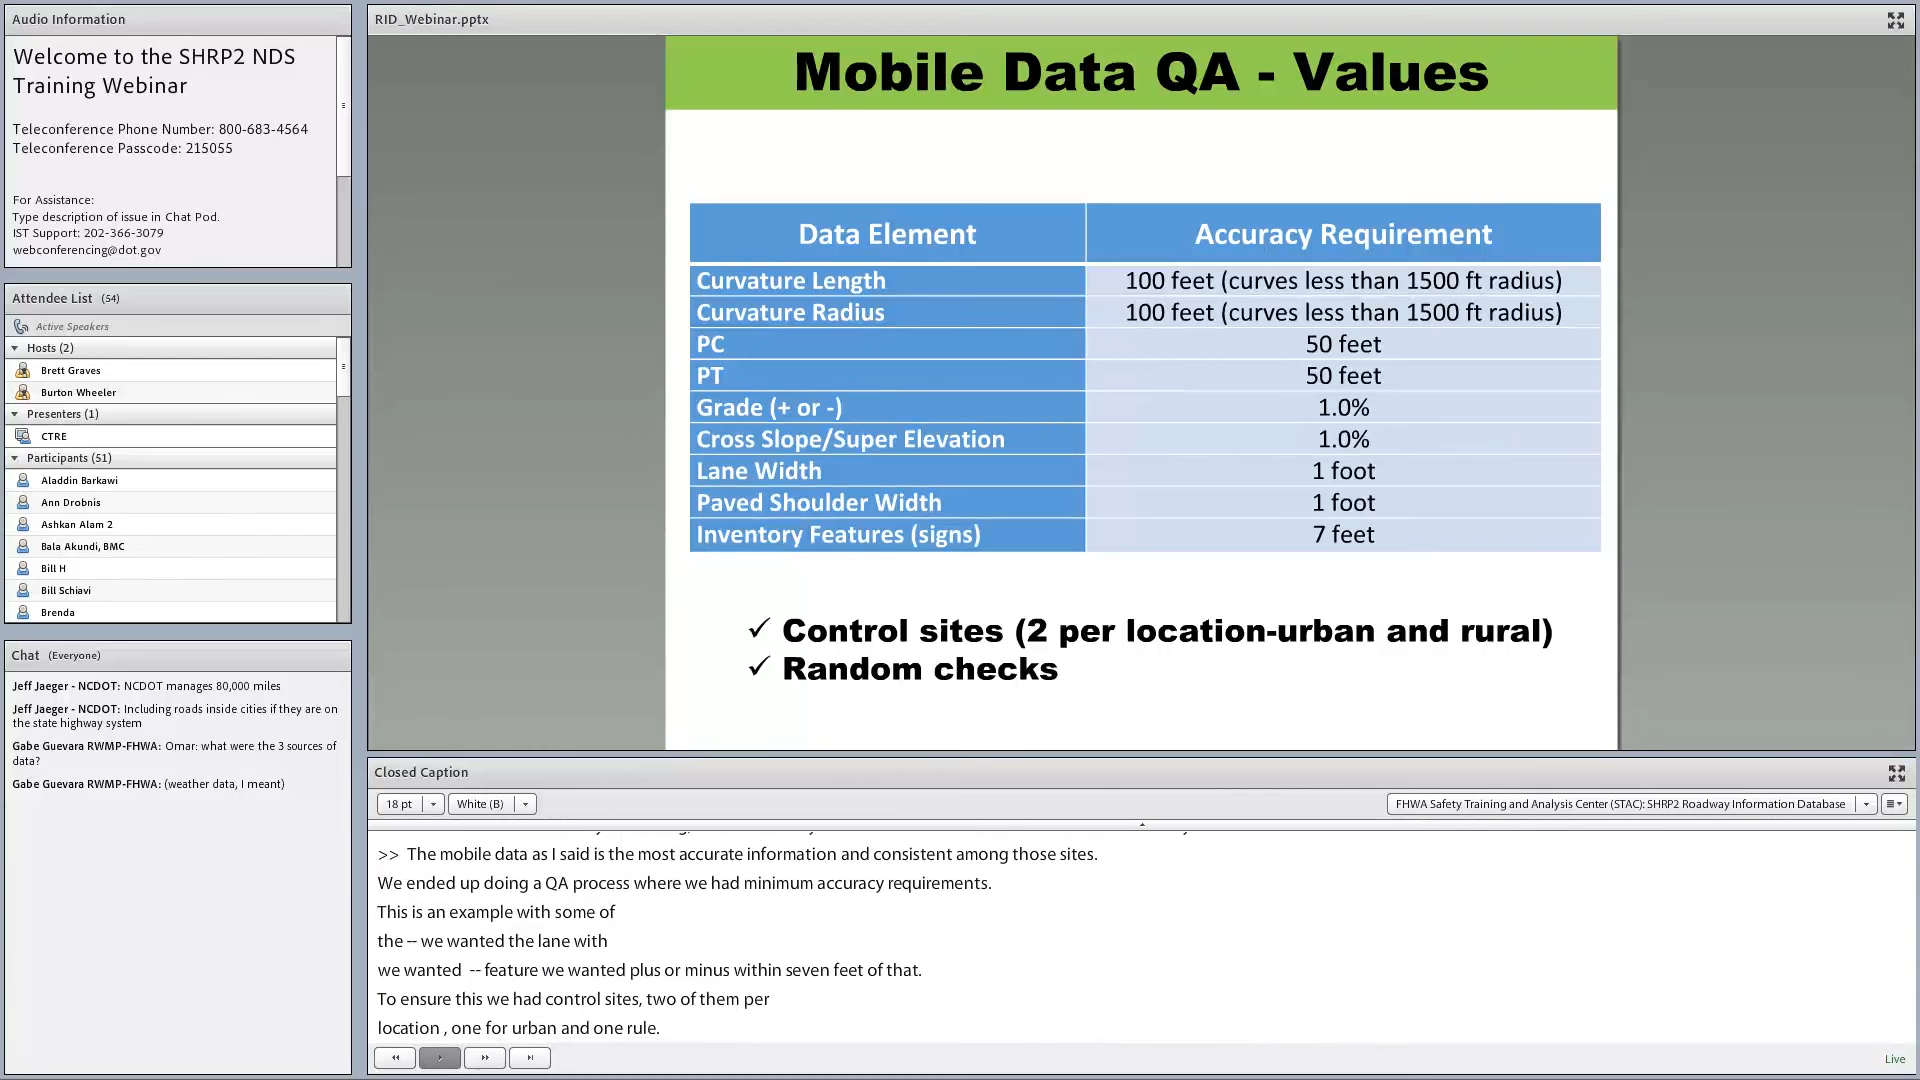 Audio Information
Welcome to the SHRP2 NDS
Training Webinar
Teleconference Phone Number: 800-683-4564
Teleconference Passcode: 215055
For Assistance:
Type description of issue in Chat Pod.
IST Support: 202-366-3079
webconferencing@dot.gov
Attendee List (54)
Active Speakers
Hosts (2)
Brett Graves
Burton Wheeler
Presenters (1)
CTRE
Participants (51)
Aladdin Barkawi
Ann Drobnis
Ashkan Alam 2
Bala Akundi, BMC
Bill H
Bill Schiavi
Brenda
Chat (Everyone)
Jeff Jaeger - NCDOT: NCDOT manages 80,000 miles
Jeff Jaeger - NCDOT: Including roads inside cities if they are on
the state highway system
Gabe Guevara RWMP-FHWA: Omar: what were the 3 sources of
data?
Gabe Guevara RWMP-FHWA: (weather data, I meant)
RID_Webinar.pptx
Mobile Data QA - Values
Data Element Accuracy Requirement
Curvature Length 100 feet (curves less than 1500 ft radius)
Curvature Radius 100 feet (curves less than 1500 ft radius)
PC 50 feet
PT 50 feet
Grade (+ or -) 1.0%
Cross Slope/Super Elevation 1.0%
Lane Width 1 foot
Paved Shoulder Width 1 foot
Inventory Features (signs) 7 feet
✓ Control sites (2 per location-urban and rural)
✓ Random checks
Closed Caption
18 pt White (B) FHWA Safety Training and Analysis Center (STAC): SHRP2 Roadway Information Database
>> The mobile data as I said is the most accurate information and consistent among those sites.
We ended up doing a QA process where we had minimum accuracy requirements.
This is an example with some of
the -- we wanted the lane with
we wanted -- feature we wanted plus or minus within seven feet of that.
To ensure this we had control sites, two of them per
location , one for urban and one rule.
Live